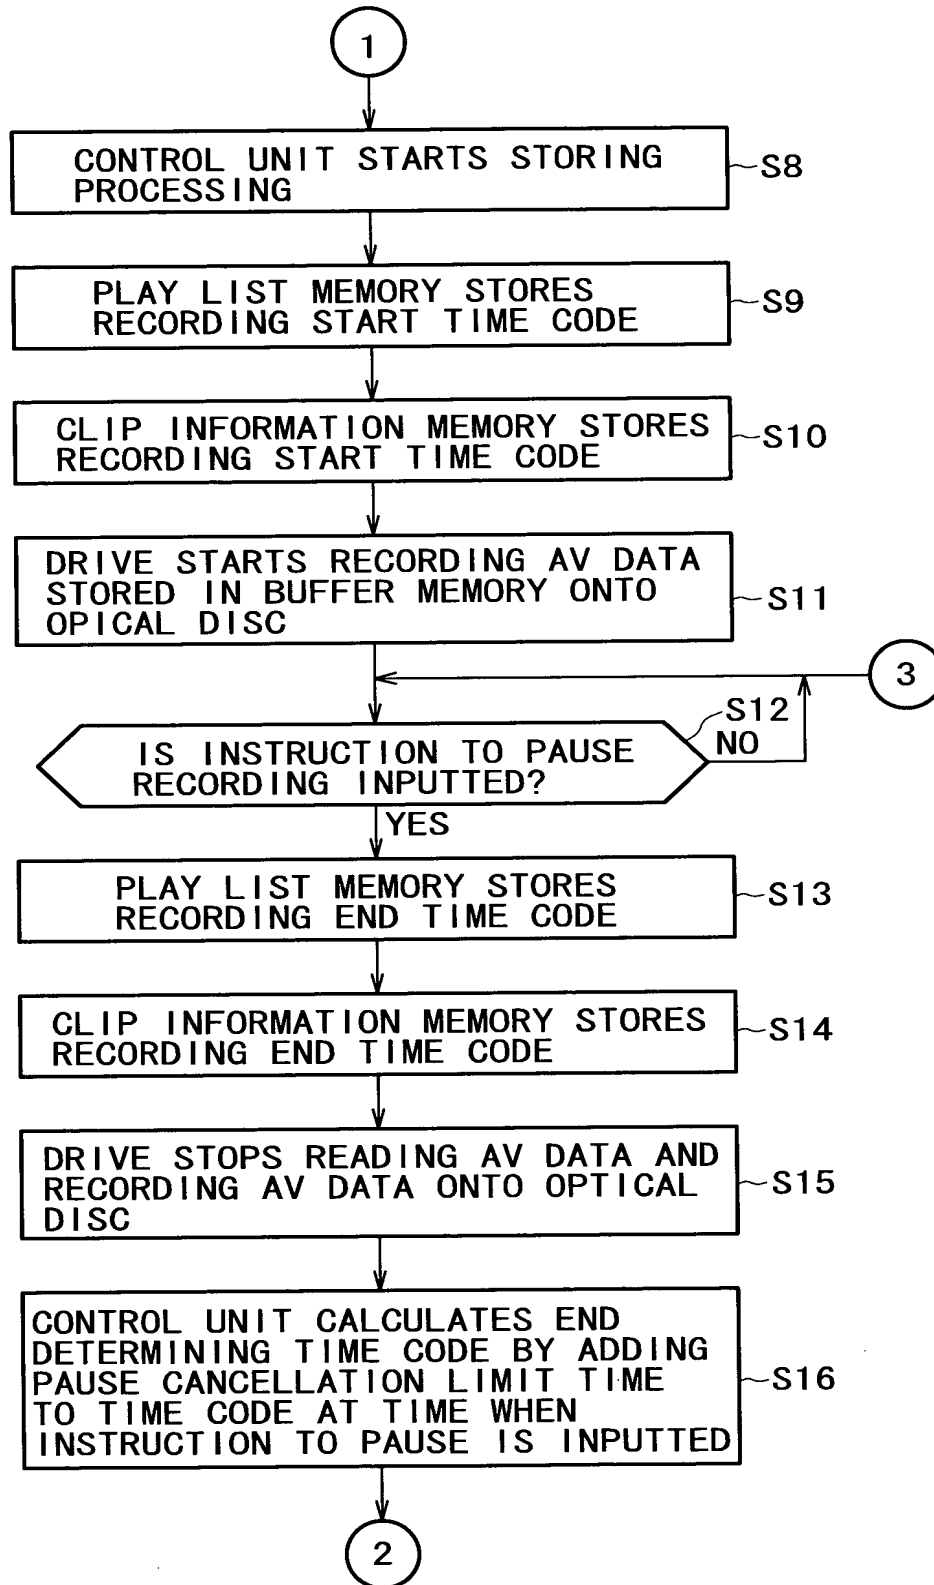 1
CONTROL UNIT STARTS STORING
PROCESSING
S8
PLAY LIST MEMORY STORES
RECORDING START TIME CODE
S9
CLIP INFORMATION MEMORY STORES
RECORDING START TIME CODE
S10
DRIVE STARTS RECORDING AV DATA
STORED IN BUFFER MEMORY ONTO
OPICAL DISC
S11
3
S12
IS INSTRUCTION TO PAUSE
RECORDING INPUTTED?
NO
YES
PLAY LIST MEMORY STORES
RECORDING END TIME CODE
S13
CLIP INFORMATION MEMORY STORES
RECORDING END TIME CODE
S14
DRIVE STOPS READING AV DATA AND
RECORDING AV DATA ONTO OPTICAL
DISC
S15
CONTROL UNIT CALCULATES END
DETERMINING TIME CODE BY ADDING
PAUSE CANCELLATION LIMIT TIME
TO TIME CODE AT TIME WHEN
INSTRUCTION TO PAUSE IS INPUTTED
S16
2